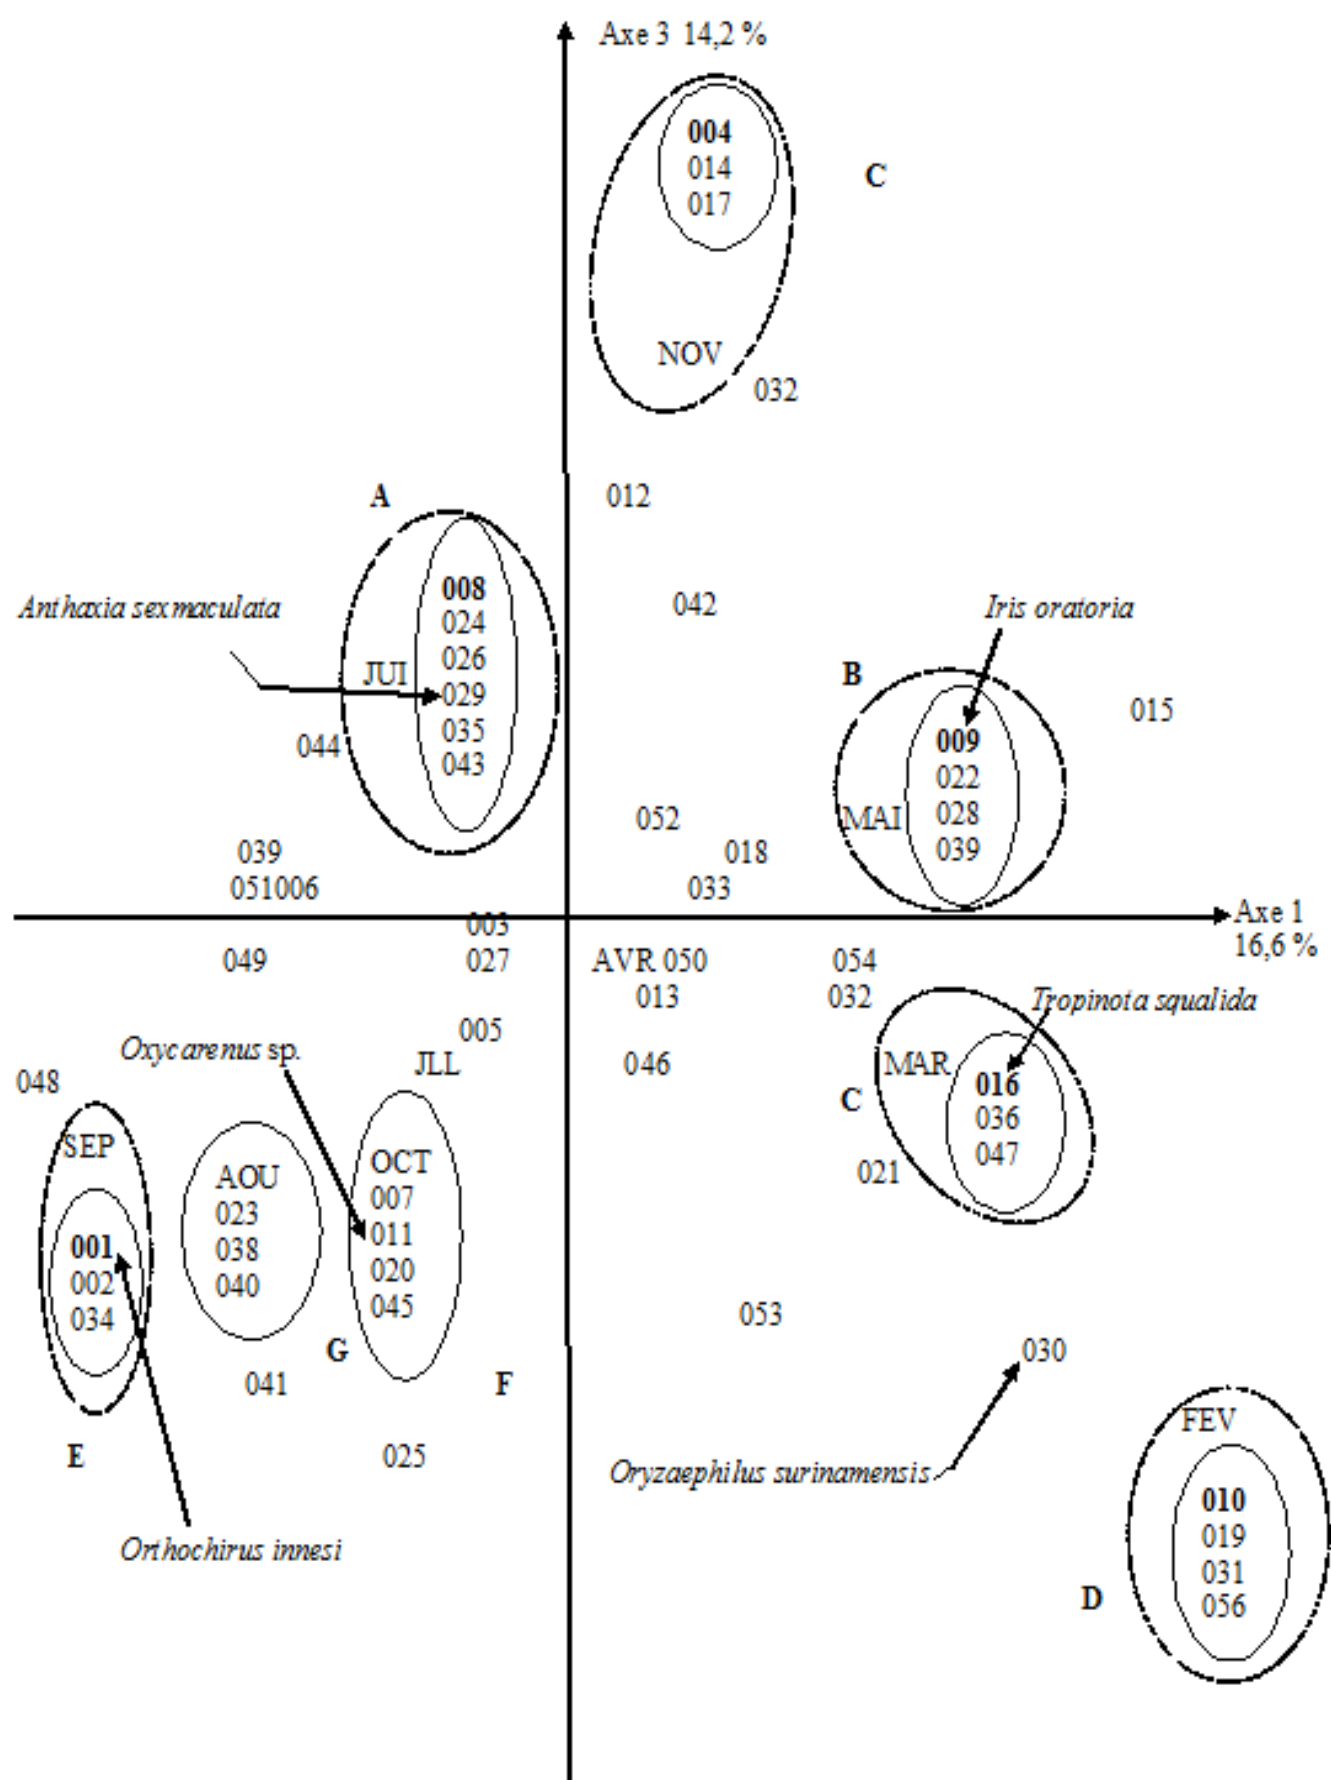 Axe 3 14,2 %
004
014
017
C
NOV
032
A
012
008
024
026
029
035
043
JUI
Anthaxia sexmaculata
044
042
Iris oratoria
B
015
009
022
028
039
MAI
052
018
033
039
051006
003
027
049
Axe 1
16,6 %
AVR 050
013
054
032
Tropinota squalida
005
046
Oxycarenus sp.
JLL
048
MAR
016
036
047
C
021
SEP
001
002
034
AOU
023
038
040
OCT
007
011
020
045
G
F
041
025
E
053
030
Oryzaephilus surinamensis
Orthochirus innesi
FEV
010
019
031
056
D